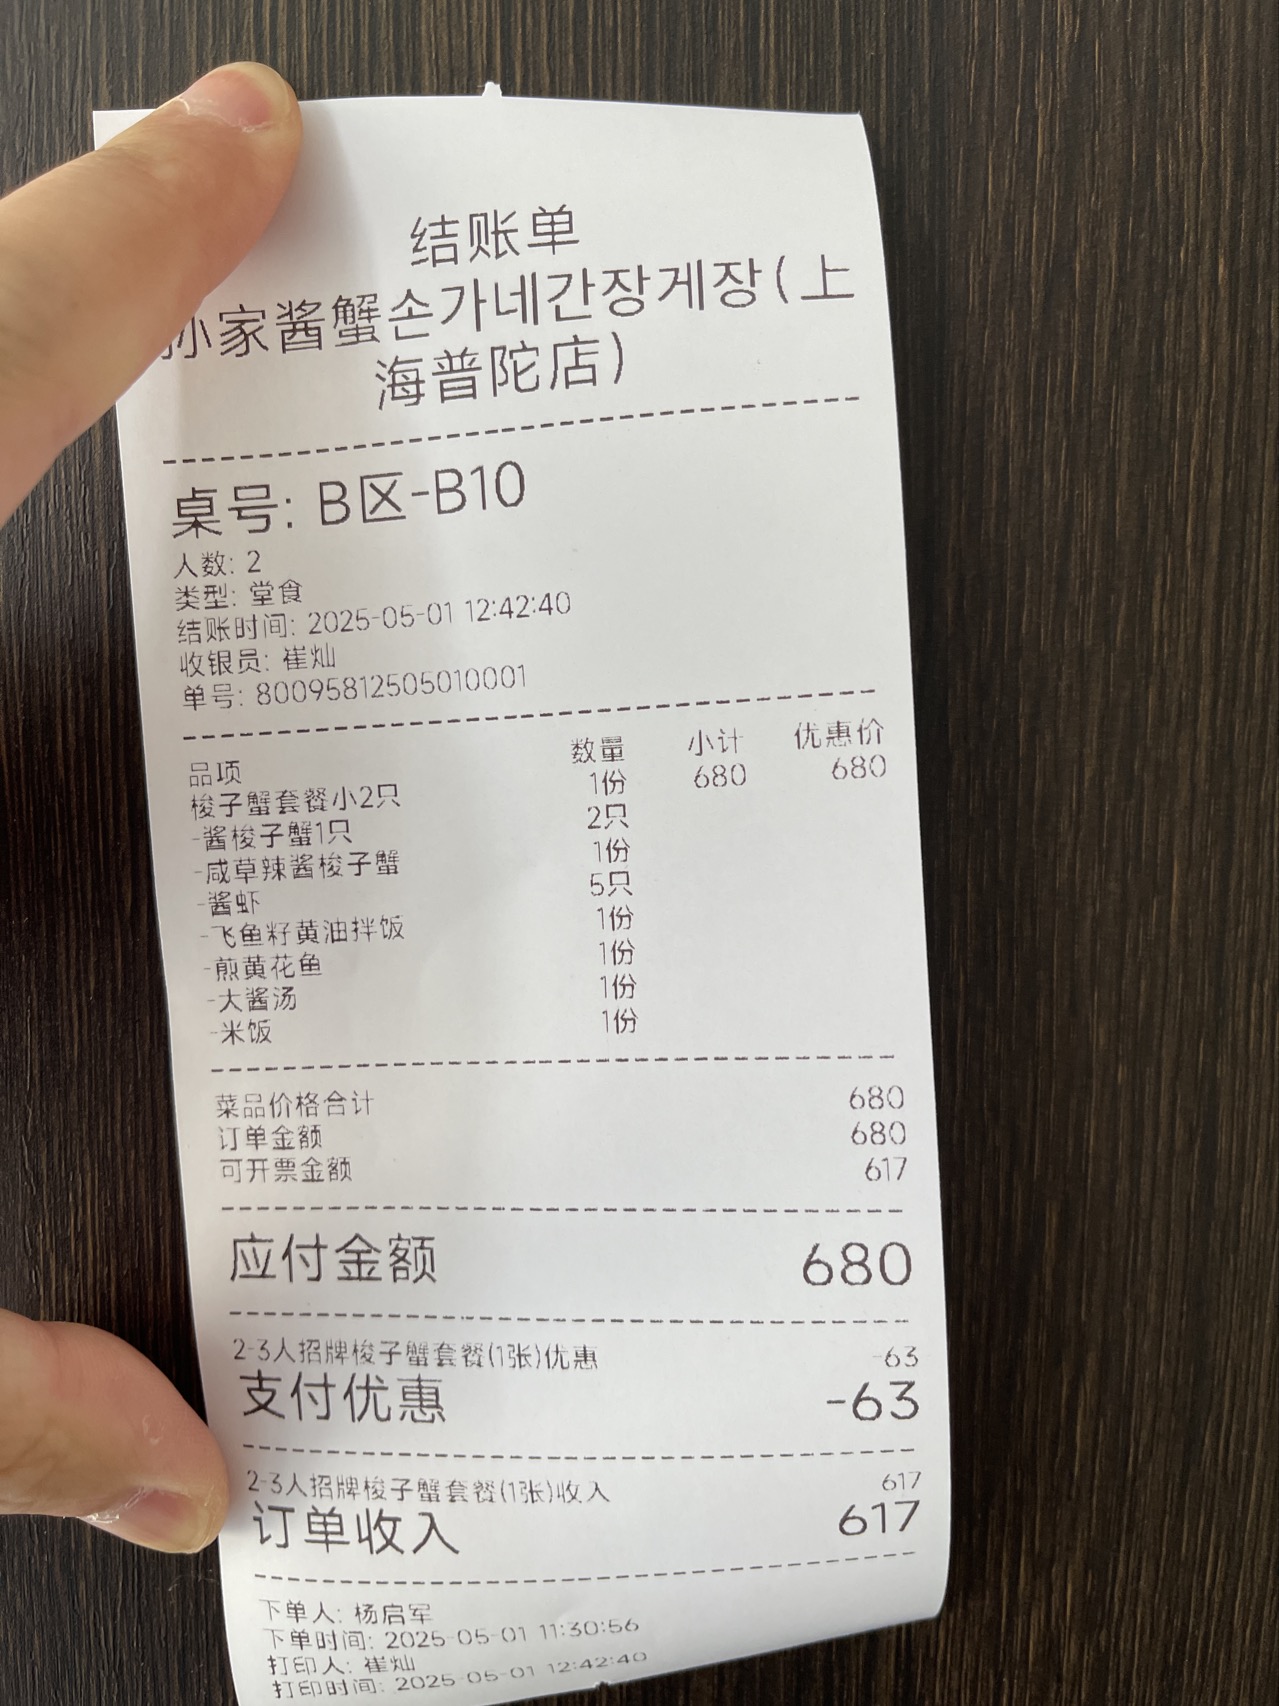 结账单
孙家酱蟹손가네간장게장(上
海普陀店)
桌号: B区-B10
人数: 2
类型: 堂食
结账时间: 2025-05-01 12:42:40
收银员: 崔灿
单号: 80095812505010001
品项 数量 小计 优惠价
梭子蟹套餐小2只 1份 680 680
-酱梭子蟹1只 2只
-咸草辣酱梭子蟹 1份
-酱虾 5只
-飞鱼籽黄油拌饭 1份
-煎黄花鱼 1份
-大酱汤 1份
-米饭 1份
菜品价格合计 680
订单金额 680
可开票金额 617
应付金额 680
2-3人招牌梭子蟹套餐(1张)优惠 -63
支付优惠 -63
2-3人招牌梭子蟹套餐(1张)收入 617
订单收入 617
下单人: 杨启军
下单时间: 2025-05-01 11:30:56
打印人: 崔灿
打印时间: 2025-05-01 12:42:40